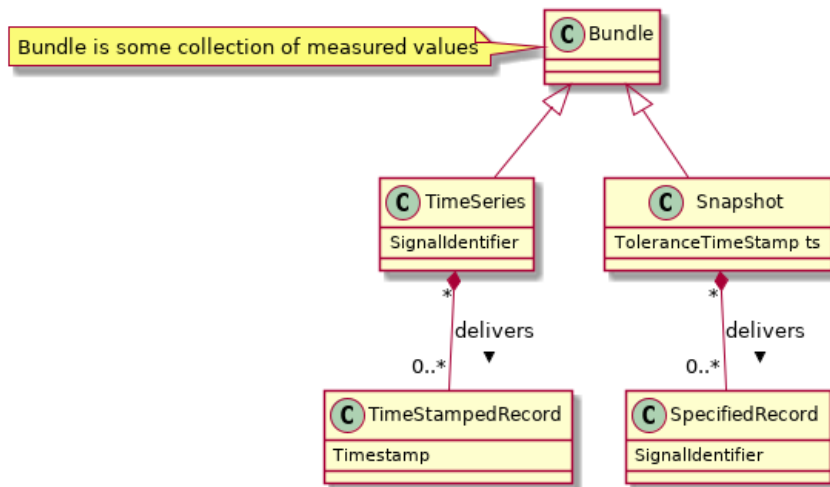 Bundle is some collection of measured values
C Bundle
C TimeSeries
SignalIdentifier
C Snapshot
ToleranceTimeStamp ts
*
delivers
▼
0..*
*
delivers
▼
0..*
C TimeStampedRecord
Timestamp
C SpecifiedRecord
SignalIdentifier